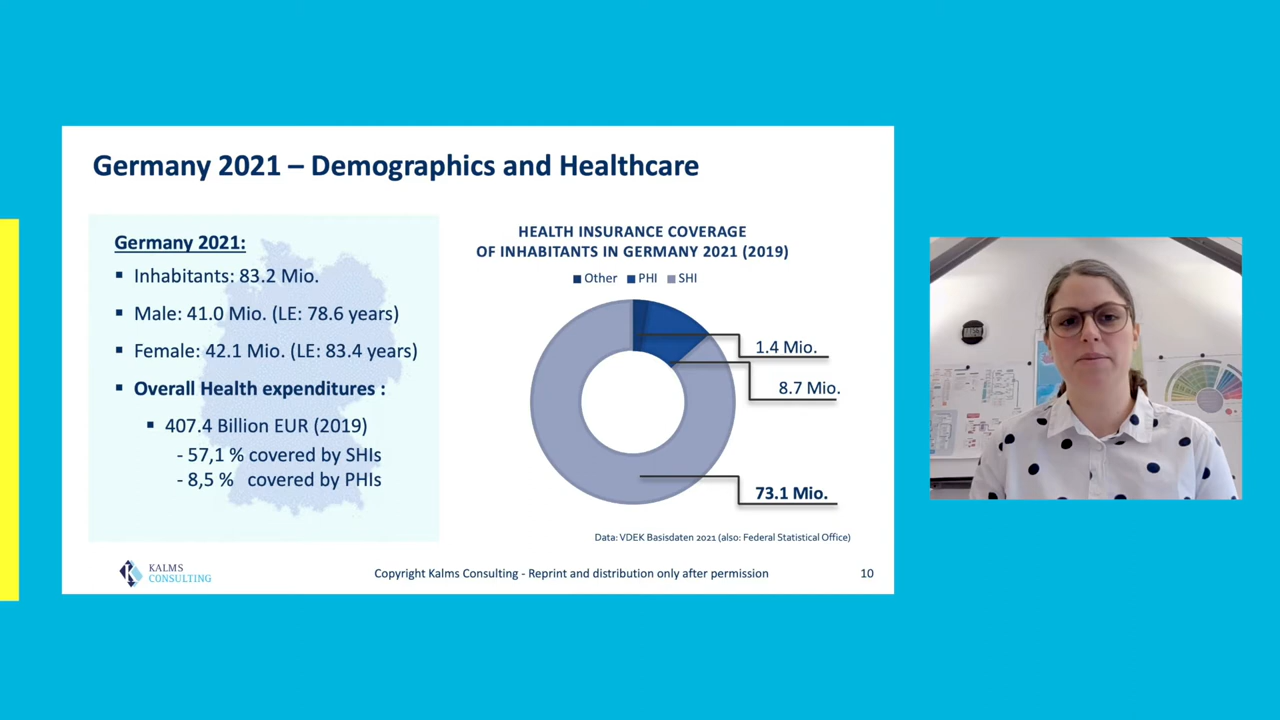 Germany 2021 – Demographics and Healthcare
Germany 2021:
▪ Inhabitants: 83.2 Mio.
▪ Male: 41.0 Mio. (LE: 78.6 years)
▪ Female: 42.1 Mio. (LE: 83.4 years)
▪ Overall Health expenditures :
▪ 407.4 Billion EUR (2019)
- 57,1 % covered by SHIs
- 8,5 % covered by PHIs
HEALTH INSURANCE COVERAGE
OF INHABITANTS IN GERMANY 2021 (2019)
Other PHI SHI
1.4 Mio.
8.7 Mio.
73.1 Mio.
Data: VDEK Basisdaten 2021 (also: Federal Statistical Office)
KALMS
CONSULTING
Copyright Kalms Consulting - Reprint and distribution only after permission
10